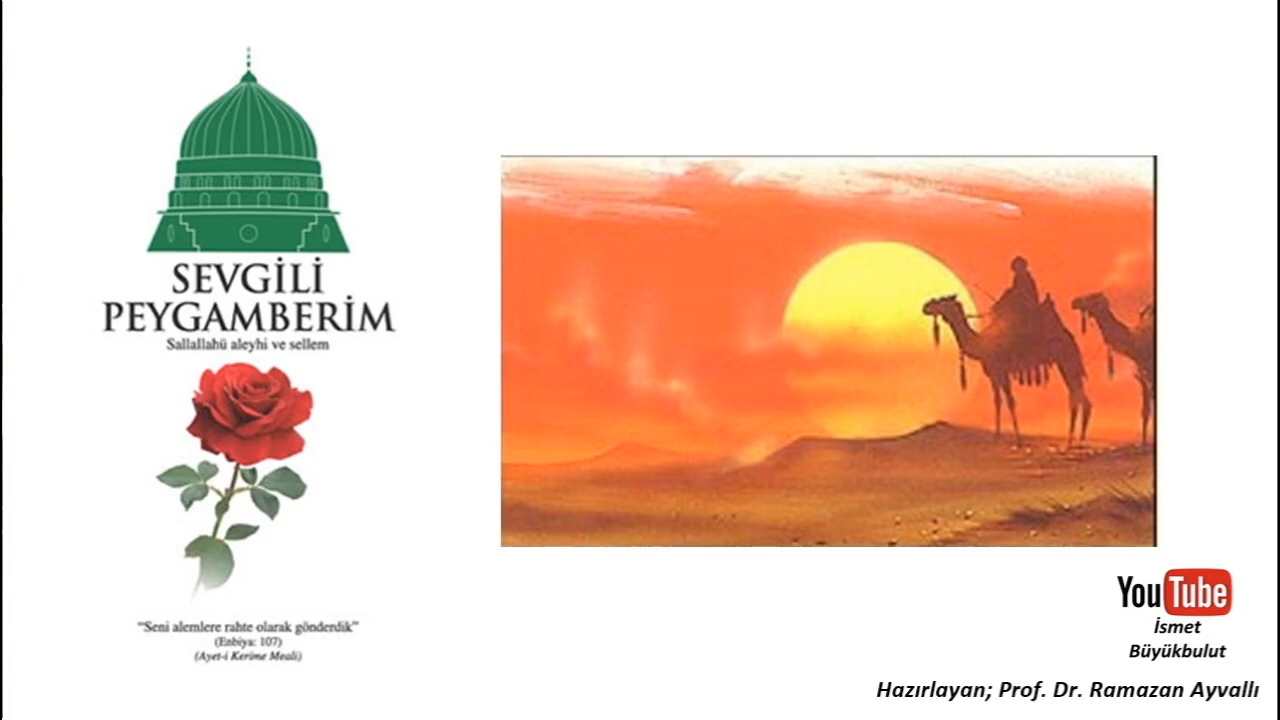 SEVGİLİ
PEYGAMBERİM
Sallallahü aleyhi ve sellem
"Seni alemlere rahte olarak gönderdik"
(Enbiya: 107)
(Ayet-i Kerime Meali)
YouTube
İsmet
Büyükbulut
Hazırlayan; Prof. Dr. Ramazan Ayvallı